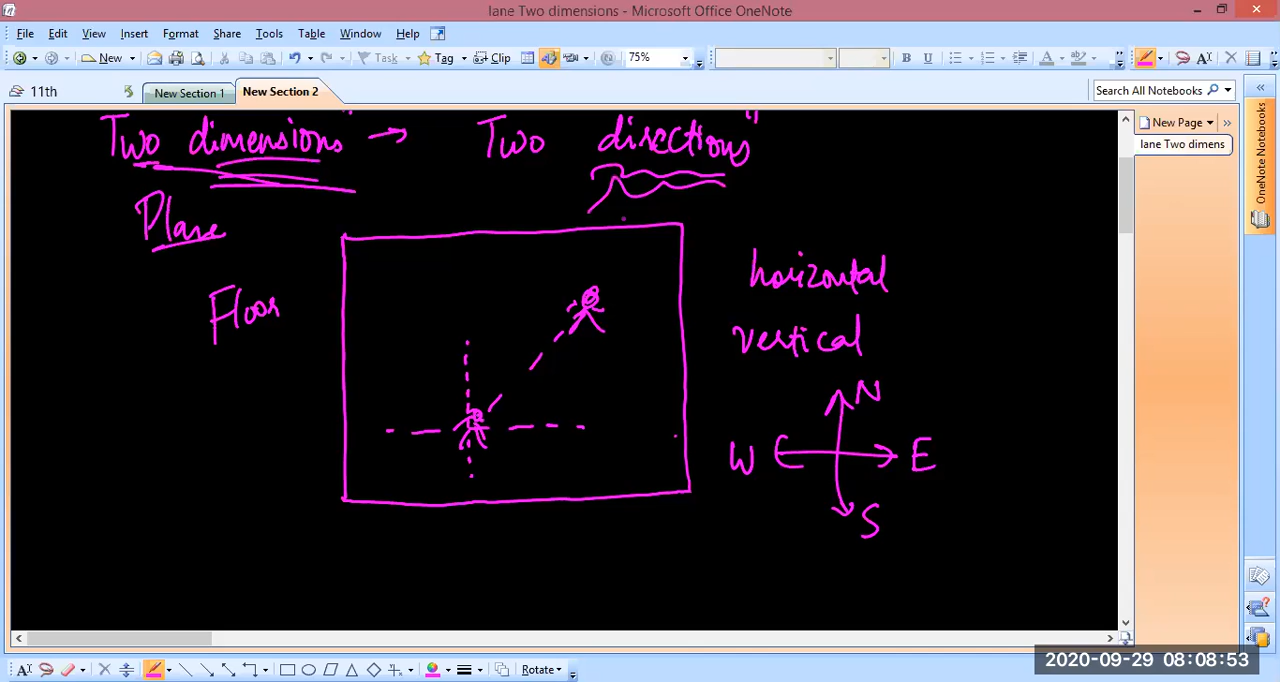 lane Two dimensions - Microsoft Office OneNote
File Edit View Insert Format Share Tools Table Window Help
New Task Tag Clip 75% B U A ab A
11th New Section 1 New Section 2 Search All Notebooks
New Page
lane Two dimens
OneNote Notebooks
Two dimensions" → Two directions"
Plane
Floor
horizontal
vertical
N
W E
S
A Rotate
2020-09-29 08:08:53